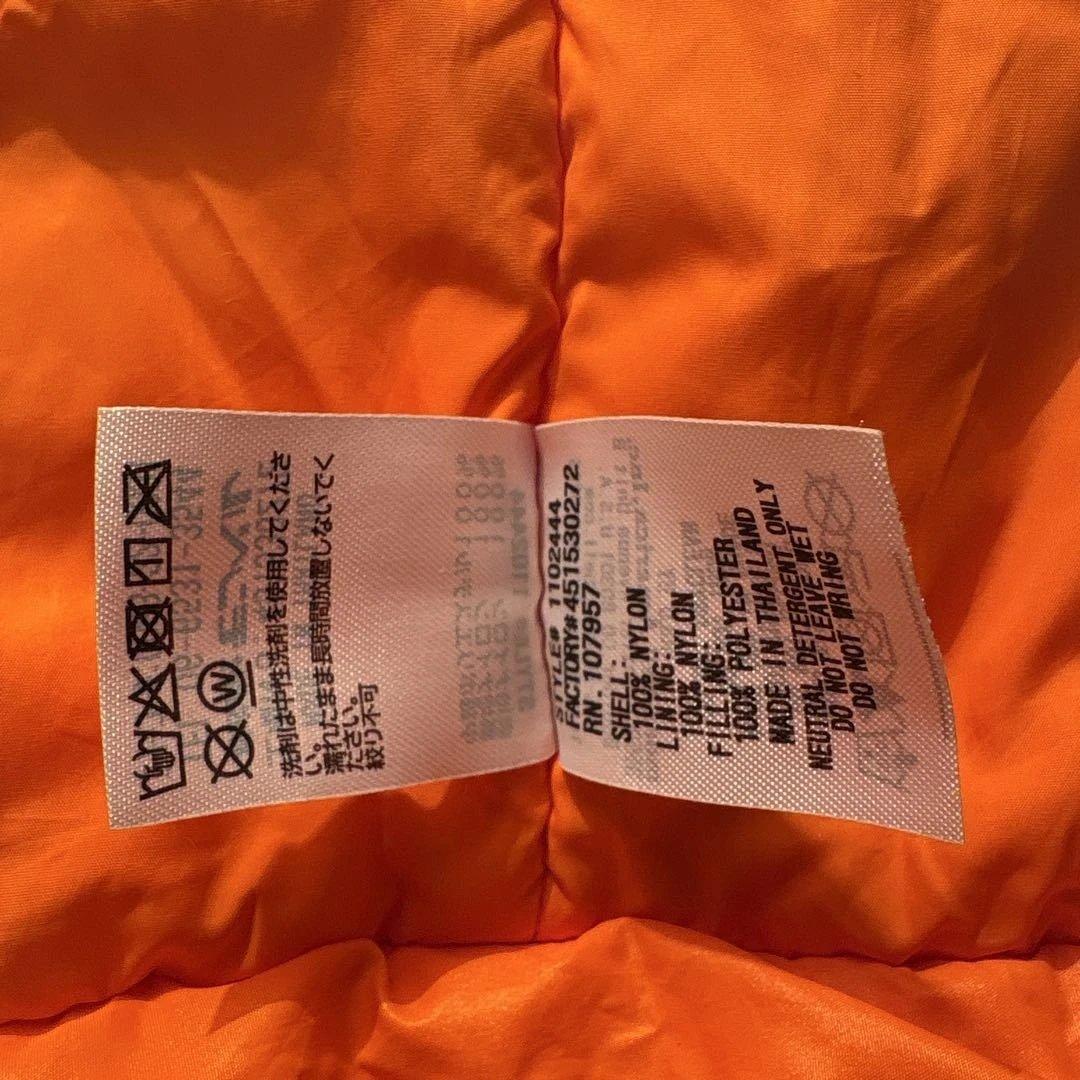 洗剤は中性洗剤を使用してくださ
い。
濡れたまま長時間放置しないでく
ださい。
絞り不可
W
STYLE# 1102444
FACTORY#451530272
RN. 107957
SHELL:
100% NYLON
LINING:
100% NYLON
FILLING:
100% POLYESTER
MADE IN THAILAND
NEUTRAL DETERGENT ONLY
DO NOT LEAVE WET
DO NOT WRING